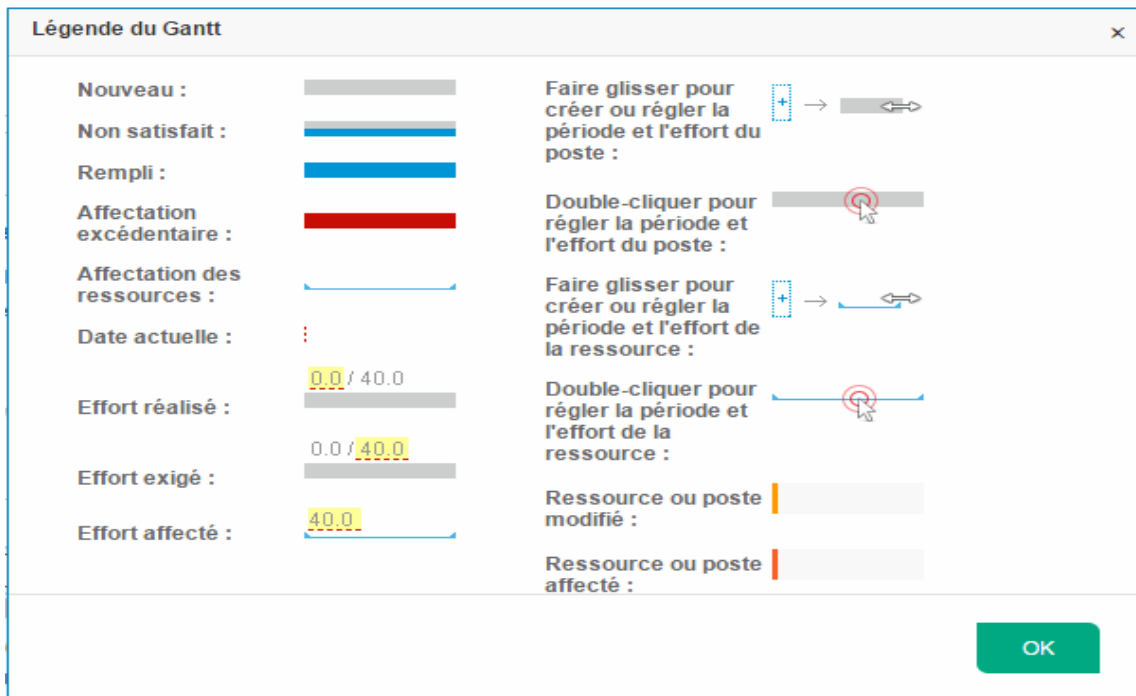 Légende du Gantt
×
Nouveau :
Non satisfait :
Rempli :
Affectation
excédentaire :
Affectation des
ressources :
Date actuelle :
0.0 / 40.0
Effort réalisé :
0.0 / 40.0
Effort exigé :
40.0
Effort affecté :
Faire glisser pour
créer ou régler la
période et l'effort du
poste :
+
Double-cliquer pour
régler la période et
l'effort du poste :
Faire glisser pour
créer ou régler la
période et l'effort de
la ressource :
+
Double-cliquer pour
régler la période et
l'effort de la
ressource :
Ressource ou poste
modifié :
Ressource ou poste
affecté :
OK